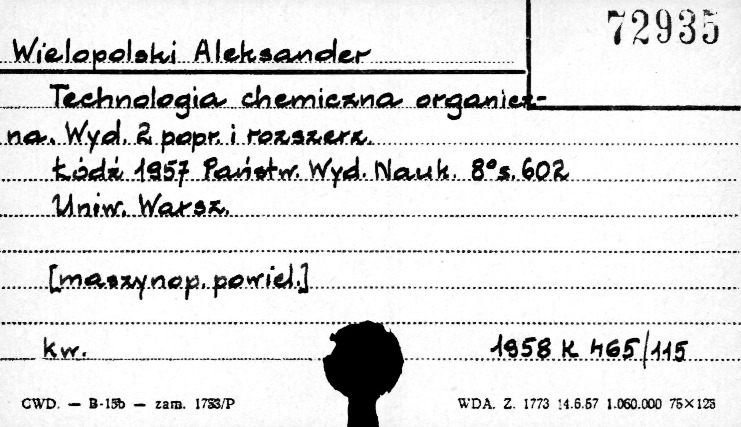 72935
Wielopolski Aleksander
Technologia chemiczna organicz-
na. Wyd. 2 popr. i rozszerz.
Łódź 1957 Państw. Wyd. Nauk. 8° s. 602
Uniw. Warsz.
[maszynop. powiel.]
kw.
1958 K 465/115
CWD. — B-15b — zam. 1783/P
WDA. Z. 1773 14.6.57 1.060.000 75×125